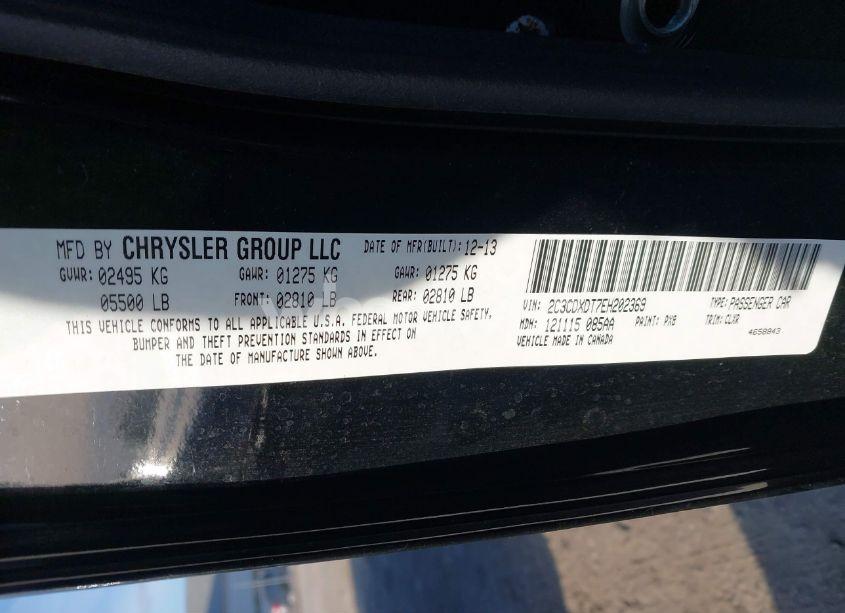 MFD BY CHRYSLER GROUP LLC DATE OF MFR(BUILT): 12-13
GVWR: 02495 KG GAWR: 01275 KG GAWR: 01275 KG
05500 LB FRONT: 02810 LB REAR: 02810 LB
THIS VEHICLE CONFORMS TO ALL APPLICABLE U.S.A. FEDERAL MOTOR VEHICLE SAFETY,
BUMPER AND THEFT PREVENTION STANDARDS IN EFFECT ON
THE DATE OF MANUFACTURE SHOWN ABOVE.
VIN: 2C3CDXDT7EH202369 TYPE: PASSENGER CAR
MDH: 121115 085AA PAINT: PX8 TRIM: CLXR
VEHICLE MADE IN CANADA 4658843